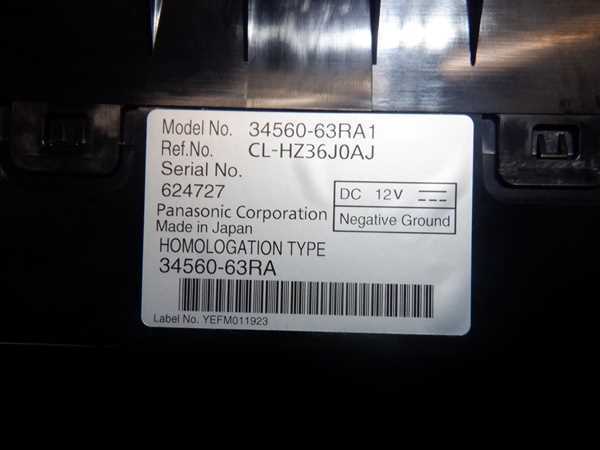 Model No. 34560-63RA1
Ref.No. CL-HZ36J0AJ
Serial No.
624727
DC 12V
Panasonic Corporation
Negative Ground
Made in Japan
HOMOLOGATION TYPE
34560-63RA
Label No. YEFM011923